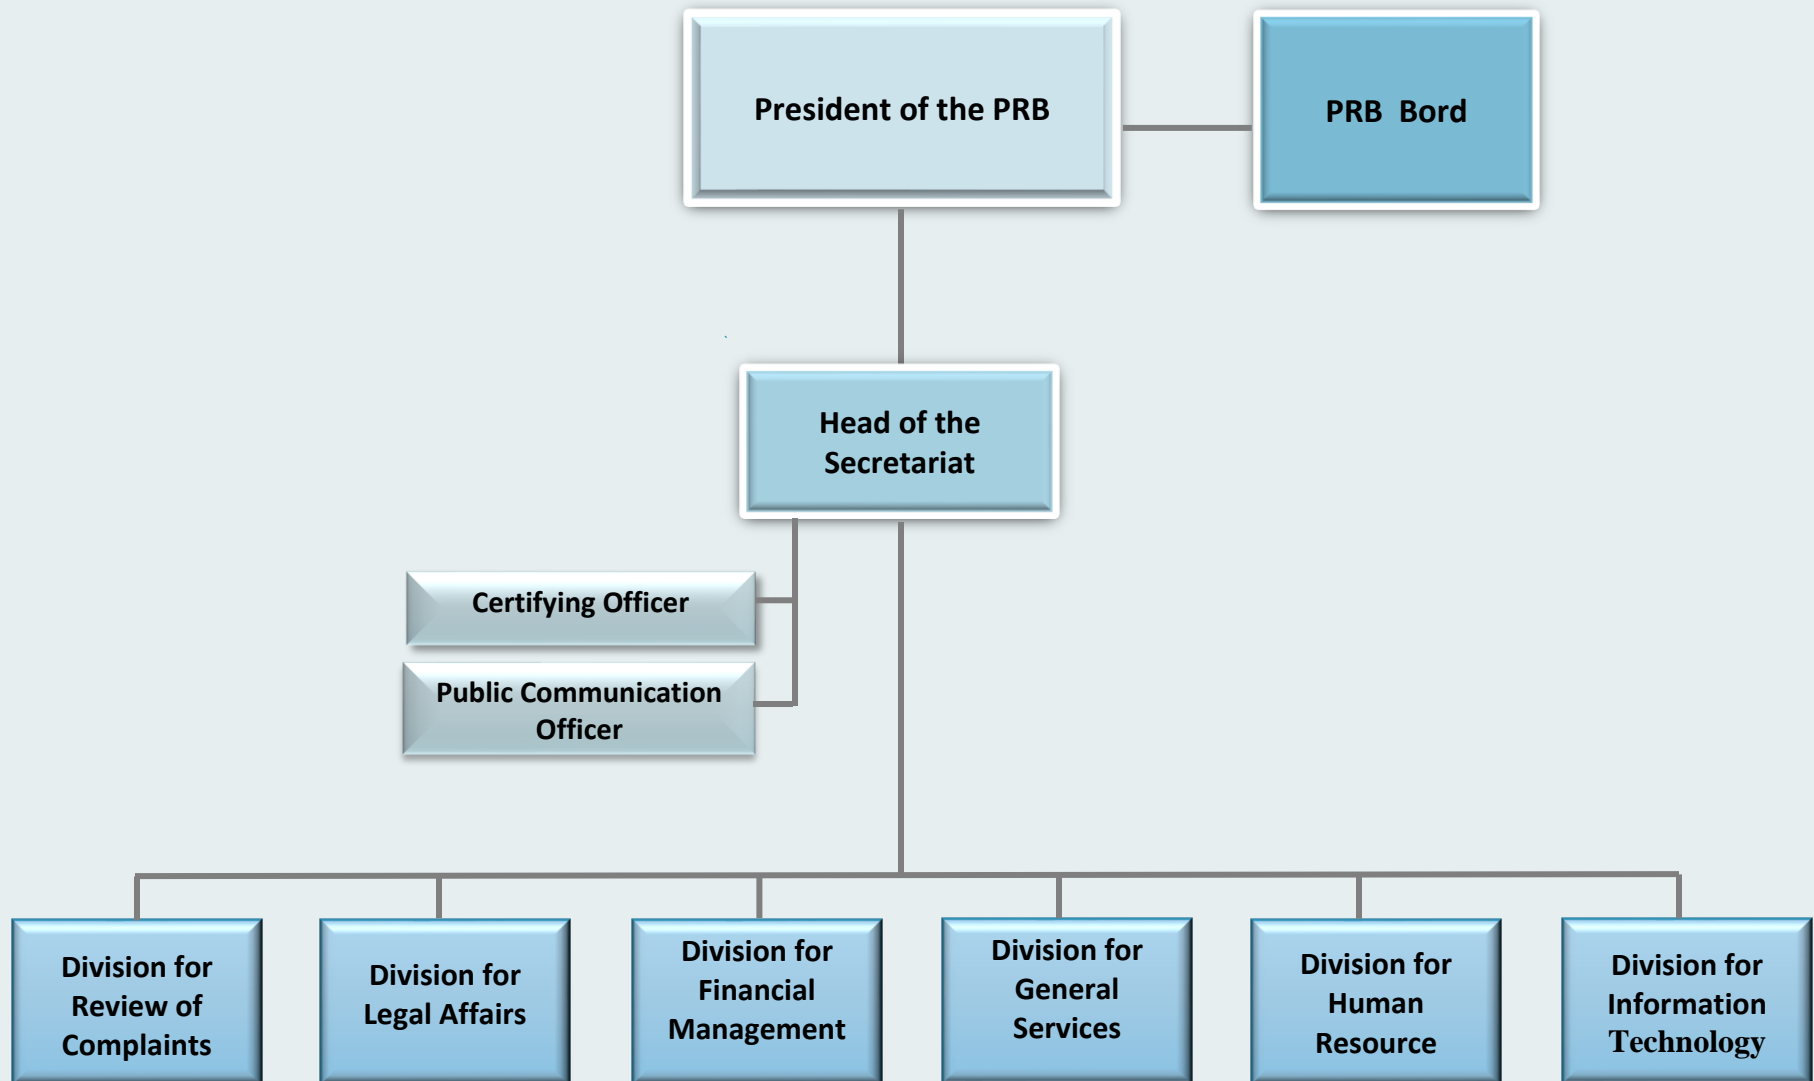 President of the PRB
PRB Bord
Head of the
Secretariat
Certifying Officer
Public Communication
Officer
Division for
Review of
Complaints
Division for
Legal Affairs
Division for
Financial
Management
Division for
General
Services
Division for
Human
Resource
Division for
Information
Technology